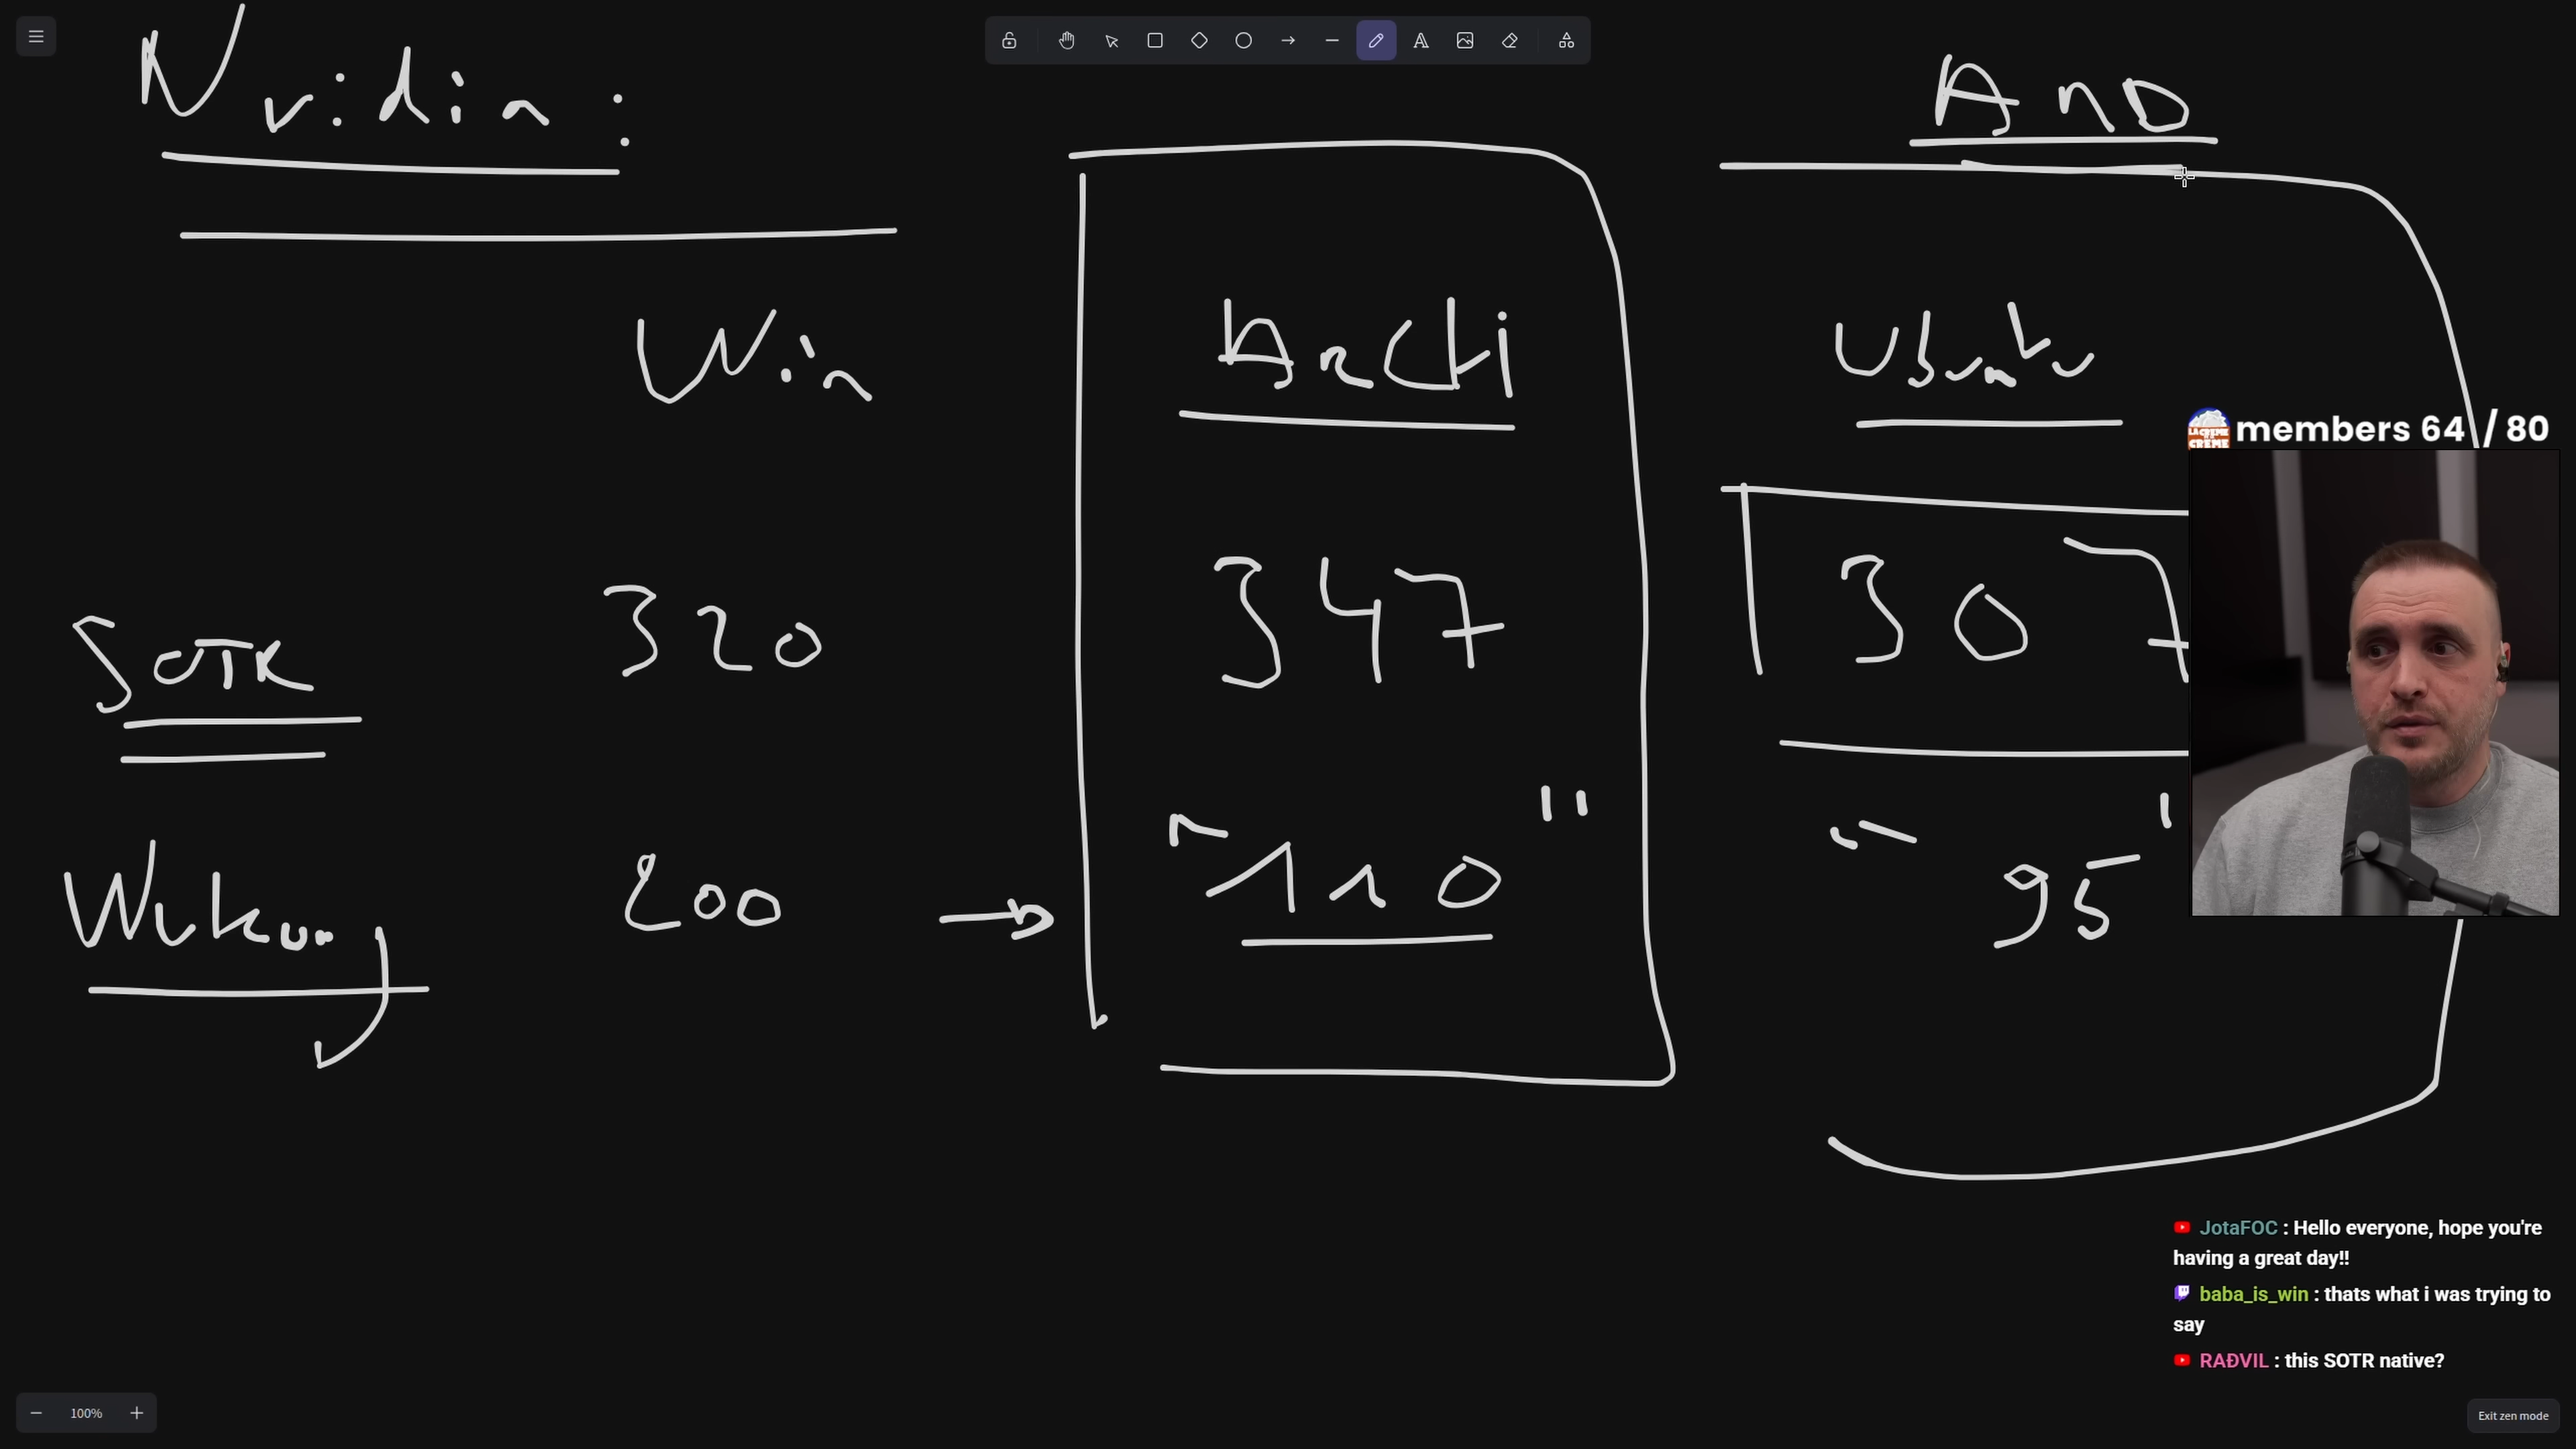 Nvidia:
AMD
Win
Arch
Ubuntu
members 64 / 80
SOTR
320
347
307
Wukong
200
"110"
"95"
JotaFOC : Hello everyone, hope you're
having a great day!!
baba_is_win : thats what i was trying to
say
RAĐVIL : this SOTR native?
100%
Exit zen mode